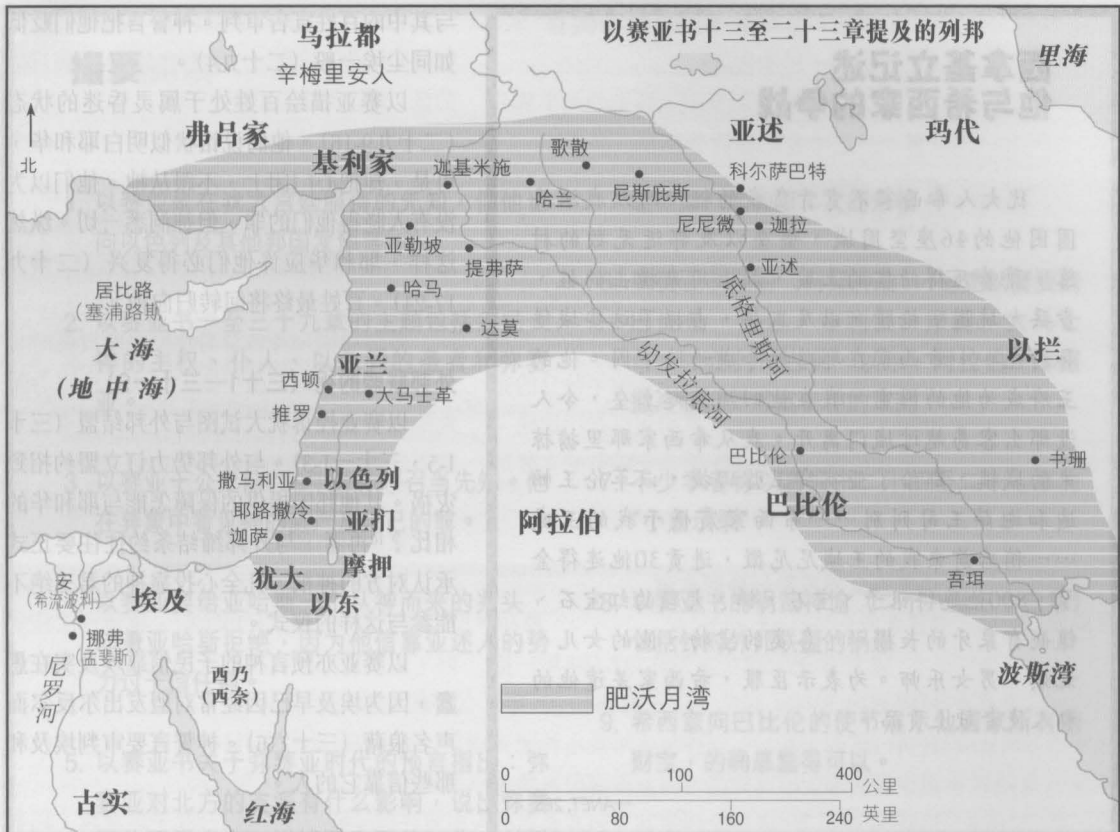 以赛亚书十三至二十三章提及的列邦
乌拉都
辛梅里安人
里海
北
弗吕家
亚述
玛代
基利家
迦基米施
歌散
哈兰
尼斯庇斯
科尔萨巴特
尼尼微
迦拉
亚勒坡
提弗萨
亚述
哈马
居比路
(塞浦路斯
达莫
底格里斯河
幼发拉底河
以拦
大海
(地中海)
亚兰
西顿
大马士革
推罗
巴比伦
书珊
撒马利亚
以色列
耶路撒冷
亚扪
阿拉伯
巴比伦
迦萨
摩押
犹大
以东
吾珥
安
(希流波利)
埃及
挪弗
(孟斐斯)
尼罗河
西乃
(西奈)
波斯湾
肥沃月湾
古实
红海
0 100 400 公里
0 80 160 240 英里